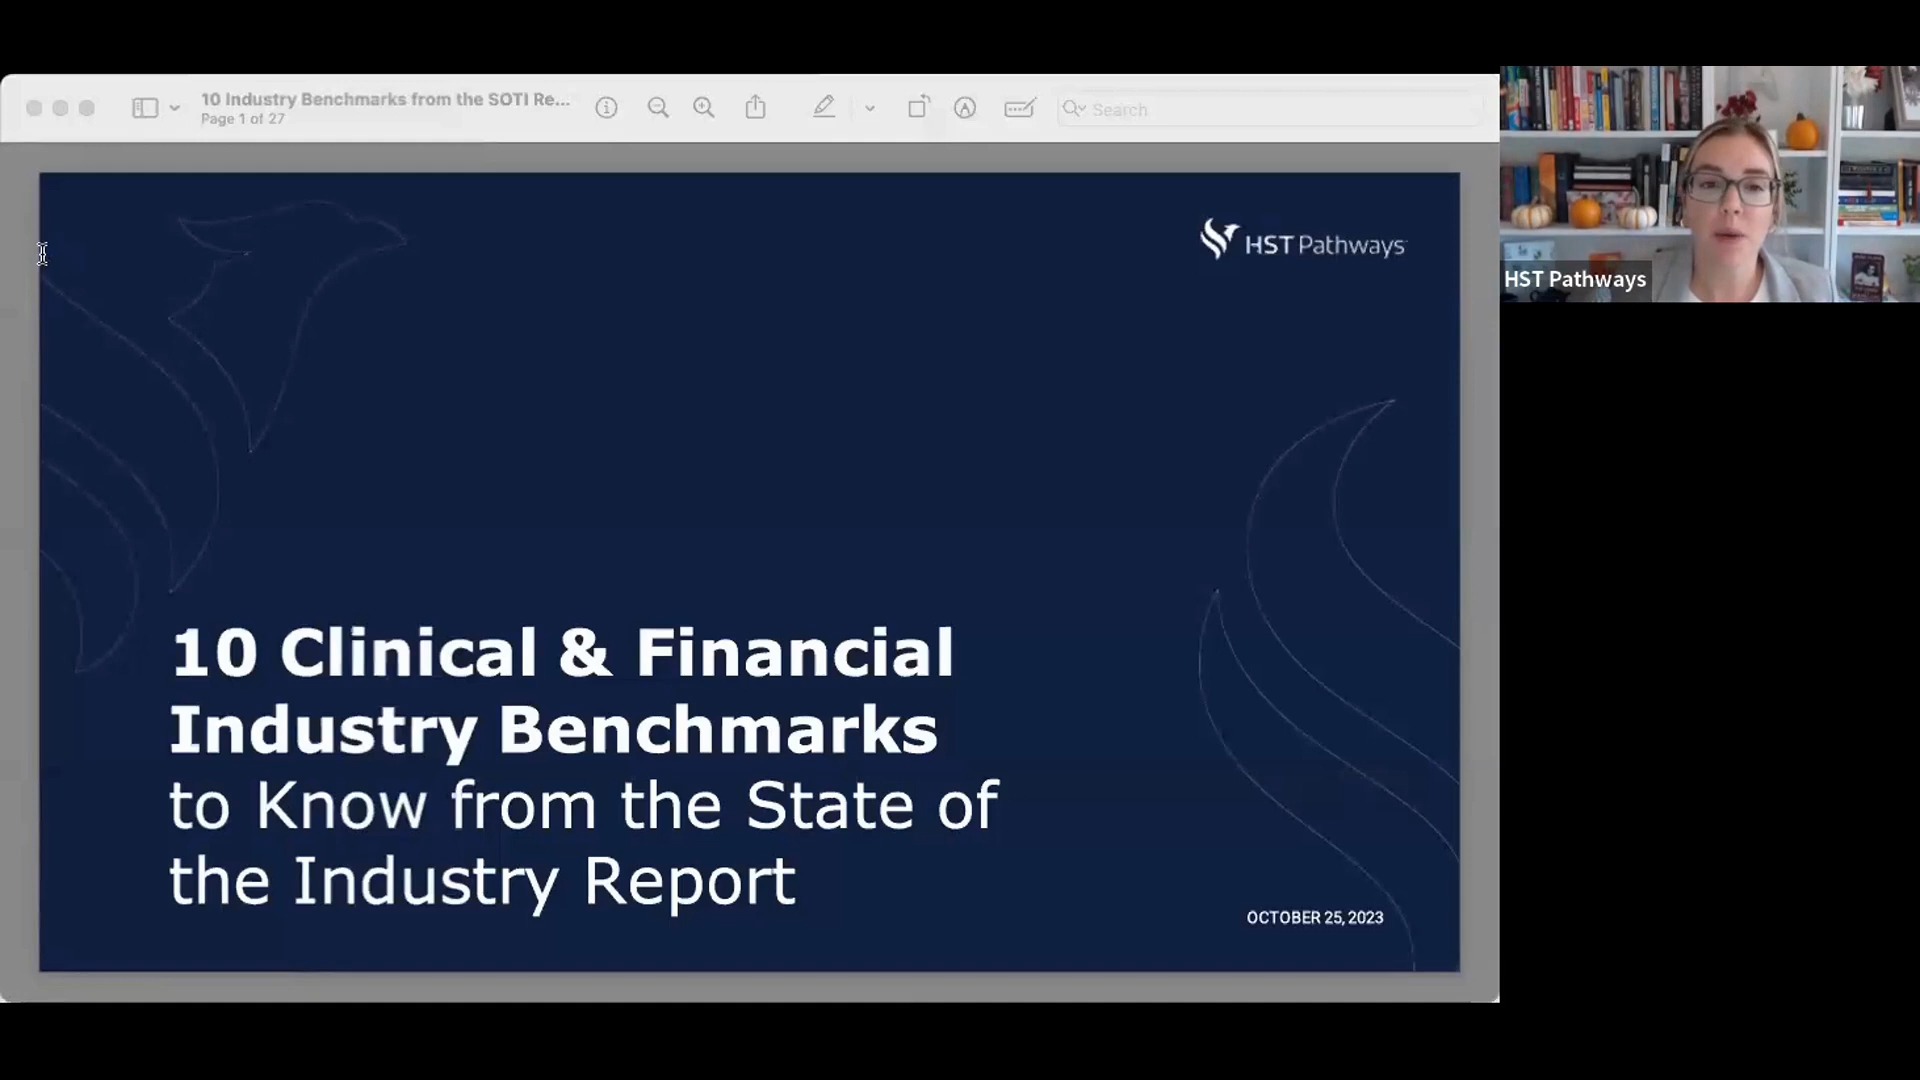 10 Industry Benchmarks from the SOTI Re...
Page 1 of 27
Search
HST Pathways
HST Pathways
10 Clinical & Financial
Industry Benchmarks
to Know from the State of
the Industry Report
OCTOBER 25, 2023